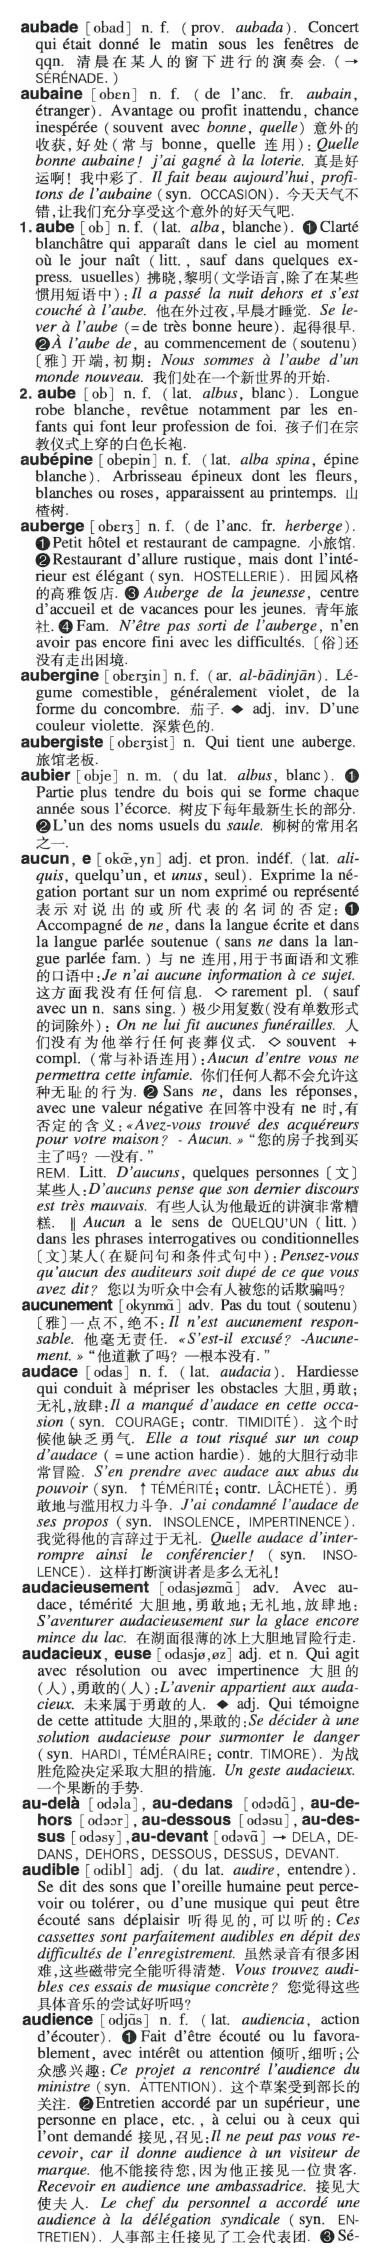 aubade [obad] n. f. (prov. aubada). Concert
qui était donné le matin sous les fenêtres de
qqn. 清晨在某人的窗下进行的演奏会. (→
SÉRÉNADE.)
aubaine [obɛn] n. f. (de l'anc. fr. aubain,
étranger). Avantage ou profit inattendu, chance
inespérée (souvent avec bonne, quelle) 意外的
收获,好处(常与 bonne, quelle 连用): Quelle
bonne aubaine! j'ai gagné à la loterie. 真是好
运啊! 我中彩了. Il fait beau aujourd'hui, profi-
tons de l'aubaine (syn. OCCASION). 今天天气不
错,让我们充分享受这个意外的好天气吧.
1. aube [ob] n. f. (lat. alba, blanche). ❶Clarté
blanchâtre qui apparaît dans le ciel au moment
où le jour naît (litt., sauf dans quelques ex-
press. usuelles) 拂晓,黎明(文学语言,除了在某些
惯用短语中):Il a passé la nuit dehors et s'est
couché à l'aube. 他在外过夜,早晨才睡觉. Se le-
ver à l'aube (=de très bonne heure). 起得很早.
❷À l'aube de, au commencement de (soutenu)
〔雅〕开端,初期: Nous sommes à l'aube d'un
monde nouveau. 我们处在一个新世界的开始.
2. aube [ob] n. f. (lat. albus, blanc). Longue
robe blanche, revêtue notamment par les en-
fants qui font leur profession de foi. 孩子们在宗
教仪式上穿的白色长袍.
aubépine [obepin] n. f. (lat. alba spina, épine
blanche). Arbrisseau épineux dont les fleurs,
blanches ou roses, apparaissent au printemps. 山
楂树.
auberge [obɛrʒ] n. f. (de l'anc. fr. herberge).
❶Petit hôtel et restaurant de campagne. 小旅馆.
❷Restaurant d'allure rustique, mais dont l'inté-
rieur est élégant (syn. HOSTELLERIE). 田园风格
的高雅饭店. ❸ Auberge de la jeunesse, centre
d'accueil et de vacances pour les jeunes. 青年旅
社. ❹ Fam. N'être pas sorti de l'auberge, n'en
avoir pas encore fini avec les difficultés. 〔俗〕还
没有走出困境.
aubergine [obɛrʒin] n. f. (ar. al-bādinjān). Lé-
gume comestible, généralement violet, de la
forme du concombre. 茄子. ◆ adj. inv. D'une
couleur violette. 深紫色的.
aubergiste [obɛrʒist] n. Qui tient une auberge.
旅馆老板.
aubier [obje] n. m. (du lat. albus, blanc). ❶
Partie plus tendre du bois qui se forme chaque
année sous l'écorce. 树皮下每年最新生长的部分.
❷L'un des noms usuels du saule. 柳树的常用名
之一.
aucun, e [okœ̃,yn] adj. et pron. indéf. (lat. ali-
quis, quelqu'un, et unus, seul). Exprime la né-
gation portant sur un nom exprimé ou représenté
表示对说出的或所代表的名词的否定: ❶
Accompagné de ne, dans la langue écrite et dans
la langue parlée soutenue (sans ne dans la lan-
gue parlée fam.) 与 ne 连用,用于书面语和文雅
的口语中:Je n'ai aucune information à ce sujet.
这方面我没有任何信息. ◇rarement pl. (sauf
avec un n. sans sing.) 极少用复数(没有单数形式
的词除外): On ne lui fit aucunes funérailles. 人
们没有为他举行任何丧葬仪式. ◇ souvent +
compl. (常与补语连用):Aucun d'entre vous ne
permettra cette infamie. 你们任何人都不会允许这
种无耻的行为. ❷ Sans ne, dans les réponses,
avec une valeur négative 在回答中没有 ne 时,有
否定的含义:«Avez-vous trouvé des acquéreurs
pour votre maison? - Aucun.» “您的房子找到买
主了吗? —没有.”
REM. Litt. D'aucuns, quelques personnes 〔文〕
某些人:D'aucuns pense que son dernier discours
est très mauvais. 有些人认为他最近的讲演非常糟
糕. ‖ Aucun a le sens de QUELQU'UN (litt.)
dans les phrases interrogatives ou conditionnelles
〔文〕某人(在疑问句和条件式句中):Pensez-vous
qu'aucun des auditeurs soit dupé de ce que vous
avez dit? 您以为听众中会有人被您的话欺骗吗?
aucunement [okynmɑ̃] adv. Pas du tout (soutenu)
〔雅〕一点不,绝不: Il n'est aucunement respon-
sable. 他毫无责任. «S'est-il excusé? -Aucune-
ment.» “他道歉了吗? —根本没有.”
audace [odas] n. f. (lat. audacia). Hardiesse
qui conduit à mépriser les obstacles 大胆,勇敢;
无礼,放肆:Il a manqué d'audace en cette occa-
sion (syn. COURAGE; contr. TIMIDITÉ). 这个时
候他缺乏勇气. Elle a tout risqué sur un coup
d'audace (=une action hardie). 她的大胆行动非
常冒险. S'en prendre avec audace aux abus du
pouvoir (syn. ↑TÉMÉRITÉ; contr. LÂCHETÉ). 勇
敢地与滥用权力斗争. J'ai condamné l'audace de
ses propos (syn. INSOLENCE, IMPERTINENCE).
我觉得他的言辞过于无礼. Quelle audace d'inter-
rompre ainsi le conférencier! (syn. INSO-
LENCE). 这样打断演讲者是多么无礼!
audacieusement [odasjøzmɑ̃] adv. Avec au-
dace, témérité 大胆地,勇敢地;无礼地,放肆地:
S'aventurer audacieusement sur la glace encore
mince du lac. 在湖面很薄的冰上大胆地冒险行走.
audacieux, euse [odasjø,øz] adj. et n. Qui agit
avec résolution ou avec impertinence 大胆的
(人),勇敢的(人):L'avenir appartient aux auda-
cieux. 未来属于勇敢的人. ◆ adj. Qui témoigne
de cette attitude 大胆的,果敢的:Se décider à une
solution audacieuse pour surmonter le danger
(syn. HARDI, TÉMÉRAIRE; contr. TIMORE). 为战
胜危险决定采取大胆的措施. Un geste audacieux.
一个果断的手势.
au-delà [odəla], au-dedans [odədɑ̃], au-de-
hors [odəɔr], au-dessous [odəsu], au-des-
sus [odəsy],au-devant [odəvɑ̃] → DELA, DE-
DANS, DEHORS, DESSOUS, DESSUS, DEVANT.
audible [odibl] adj. (du lat. audire, entendre).
Se dit des sons que l'oreille humaine peut perce-
voir ou tolérer, ou d'une musique qui peut être
écouté sans déplaisir 听得见的,可以听的: Ces
cassettes sont parfaitement audibles en dépit des
difficultés de l'enregistrement. 虽然录音有很多困
难,这些磁带完全能听得清楚. Vous trouvez audi-
bles ces essais de musique concrète? 您觉得这些
具体音乐的尝试好听吗?
audience [odjɑ̃s] n. f. (lat. audiencia, action
d'écouter). ❶ Fait d'être écouté ou lu favora-
blement, avec intérêt ou attention 倾听,细听;公
众感兴趣: Ce projet a rencontré l'audience du
ministre (syn. ATTENTION). 这个草案受到部长的
关注. ❷Entretien accordé par un supérieur, une
personne en place, etc., à celui ou à ceux qui
l'ont demandé 接见,召见:Il ne peut pas vous re-
cevoir, car il donne audience à un visiteur de
marque. 他不能接待您,因为他正接见一位贵客.
Recevoir en audience une ambassadrice. 接见大
使夫人. Le chef du personnel a accordé une
audience à la délégation syndicale (syn. EN-
TRETIEN). 人事部主任接见了工会代表团. ❸Sé-